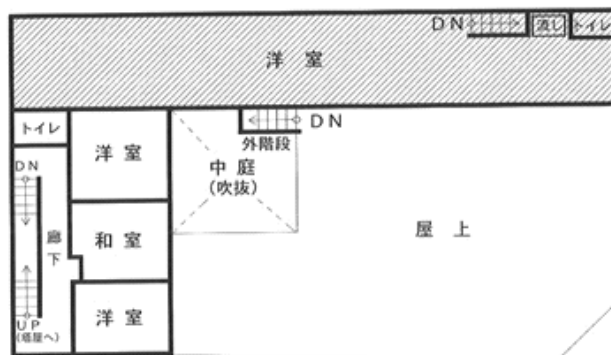 DN
流し
トイレ
洋室
トイレ
洋室
DN
外階段
中庭
(吹抜)
DN
廊下
和室
屋上
洋室
UP
(塔屋へ)